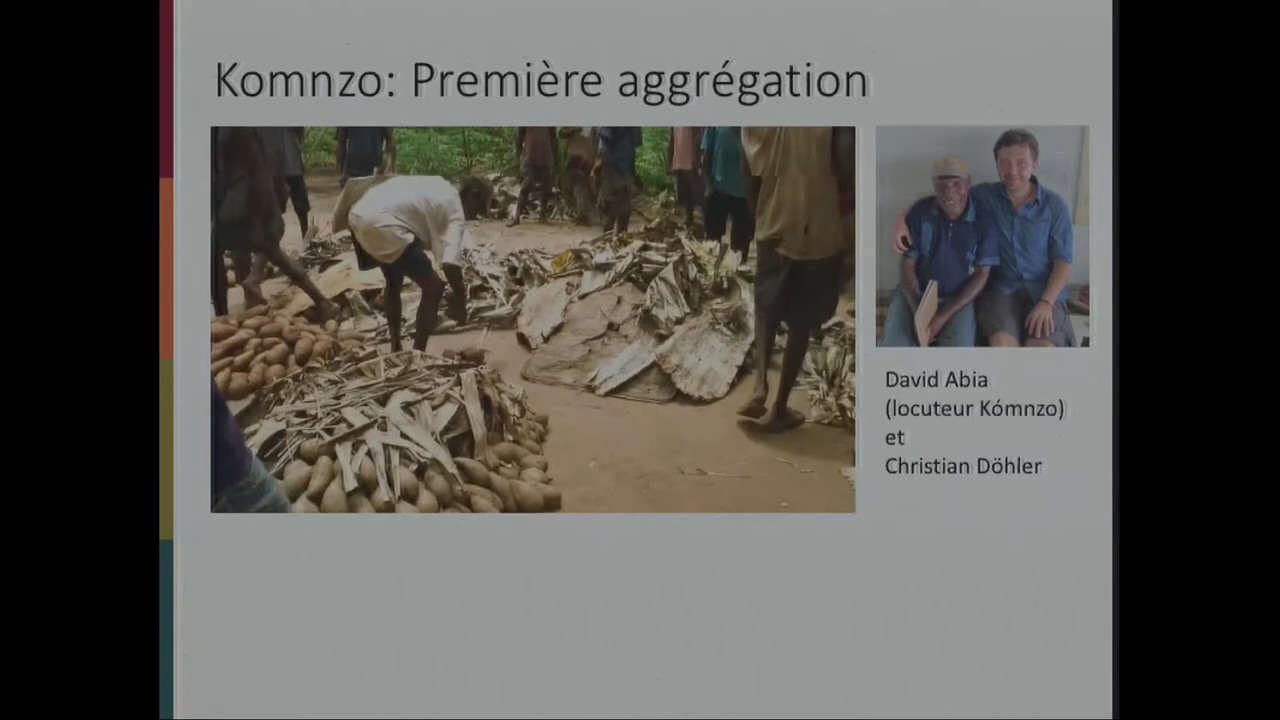 Komnzo: Première aggrégation
David Abia
(locuteur Kómnzo)
et
Christian Döhler